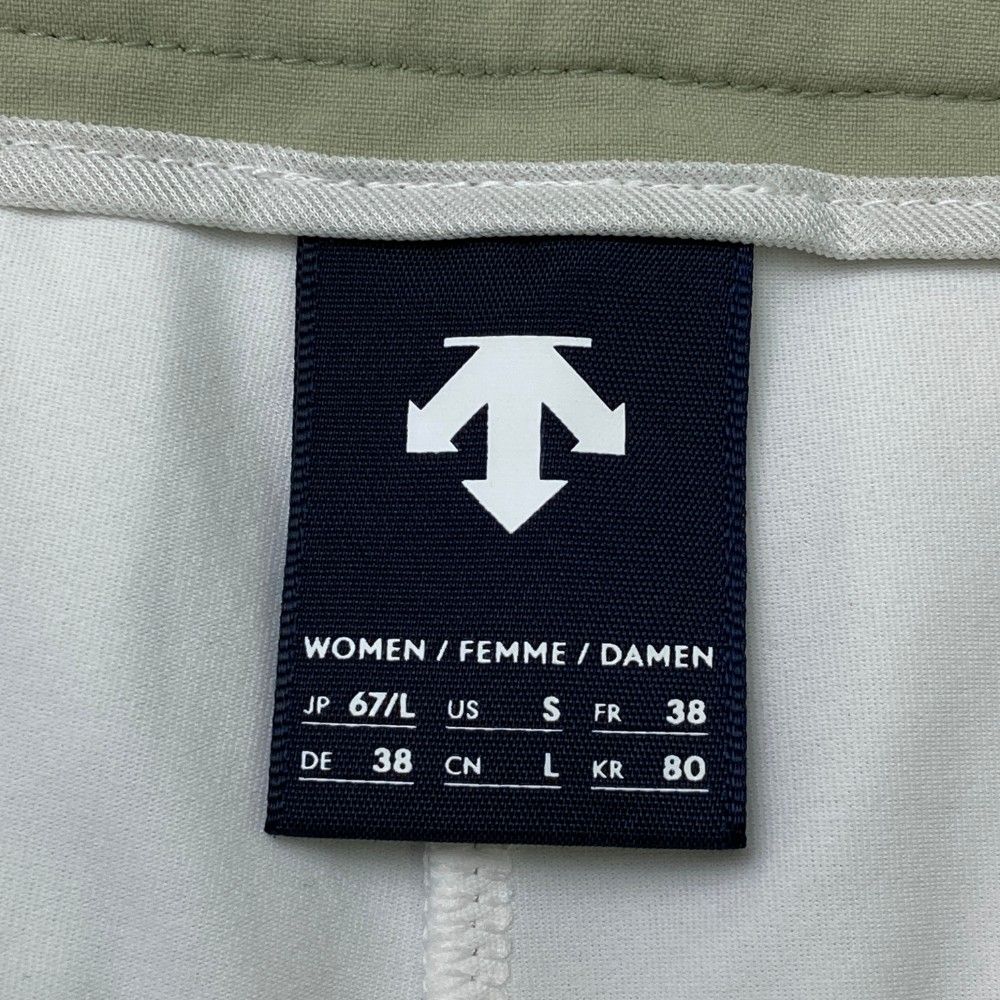 WOMEN / FEMME / DAMEN
JP 67/L US S FR 38
DE 38 CN L KR 80